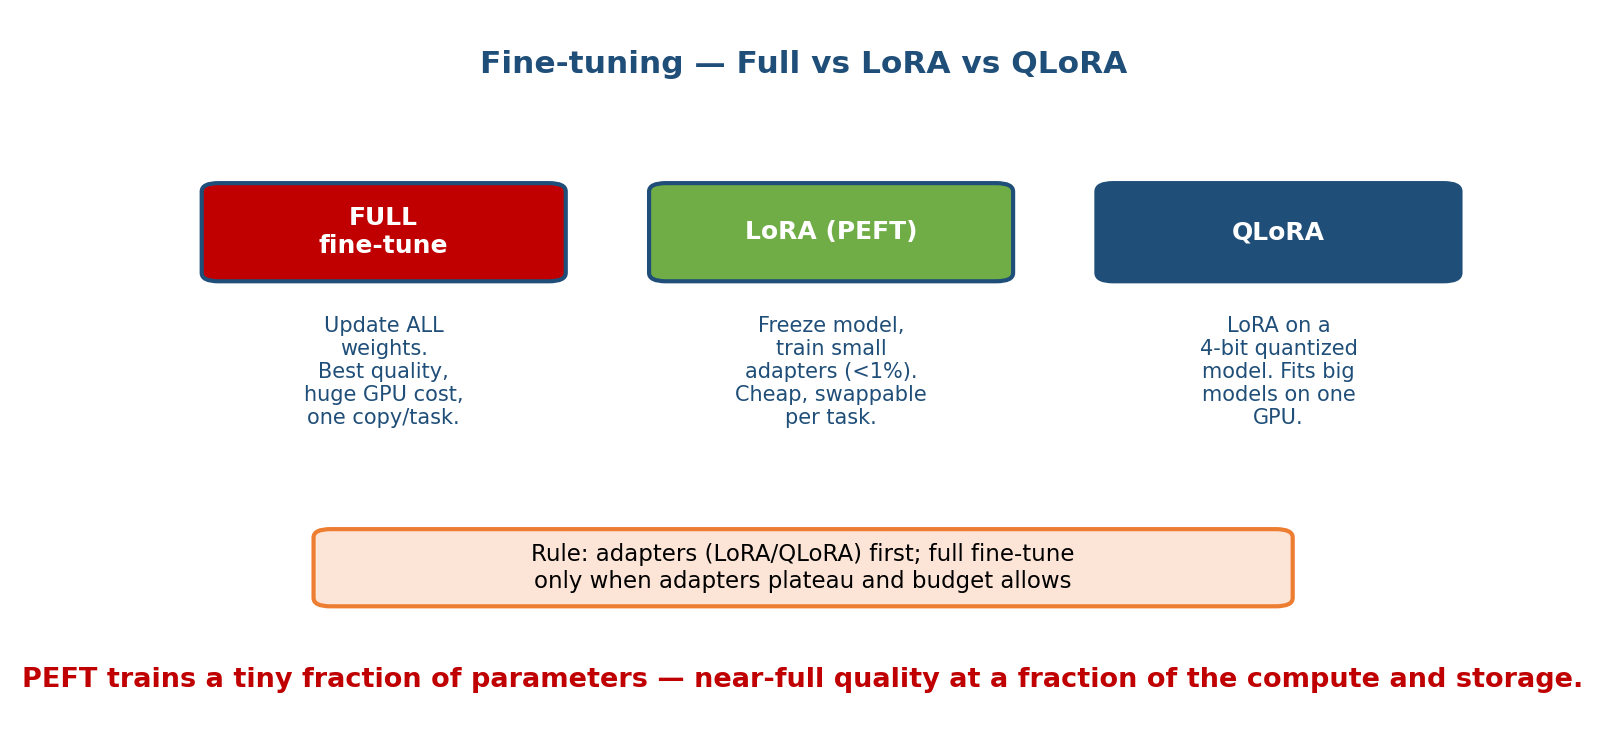 Fine-tuning — Full vs LoRA vs QLoRA
FULL
fine-tune
Update ALL
weights.
Best quality,
huge GPU cost,
one copy/task.
LoRA (PEFT)
Freeze model,
train small
adapters (<1%).
Cheap, swappable
per task.
QLoRA
LoRA on a
4-bit quantized
model. Fits big
models on one
GPU.
Rule: adapters (LoRA/QLoRA) first; full fine-tune
only when adapters plateau and budget allows
PEFT trains a tiny fraction of parameters — near-full quality at a fraction of the compute and storage.